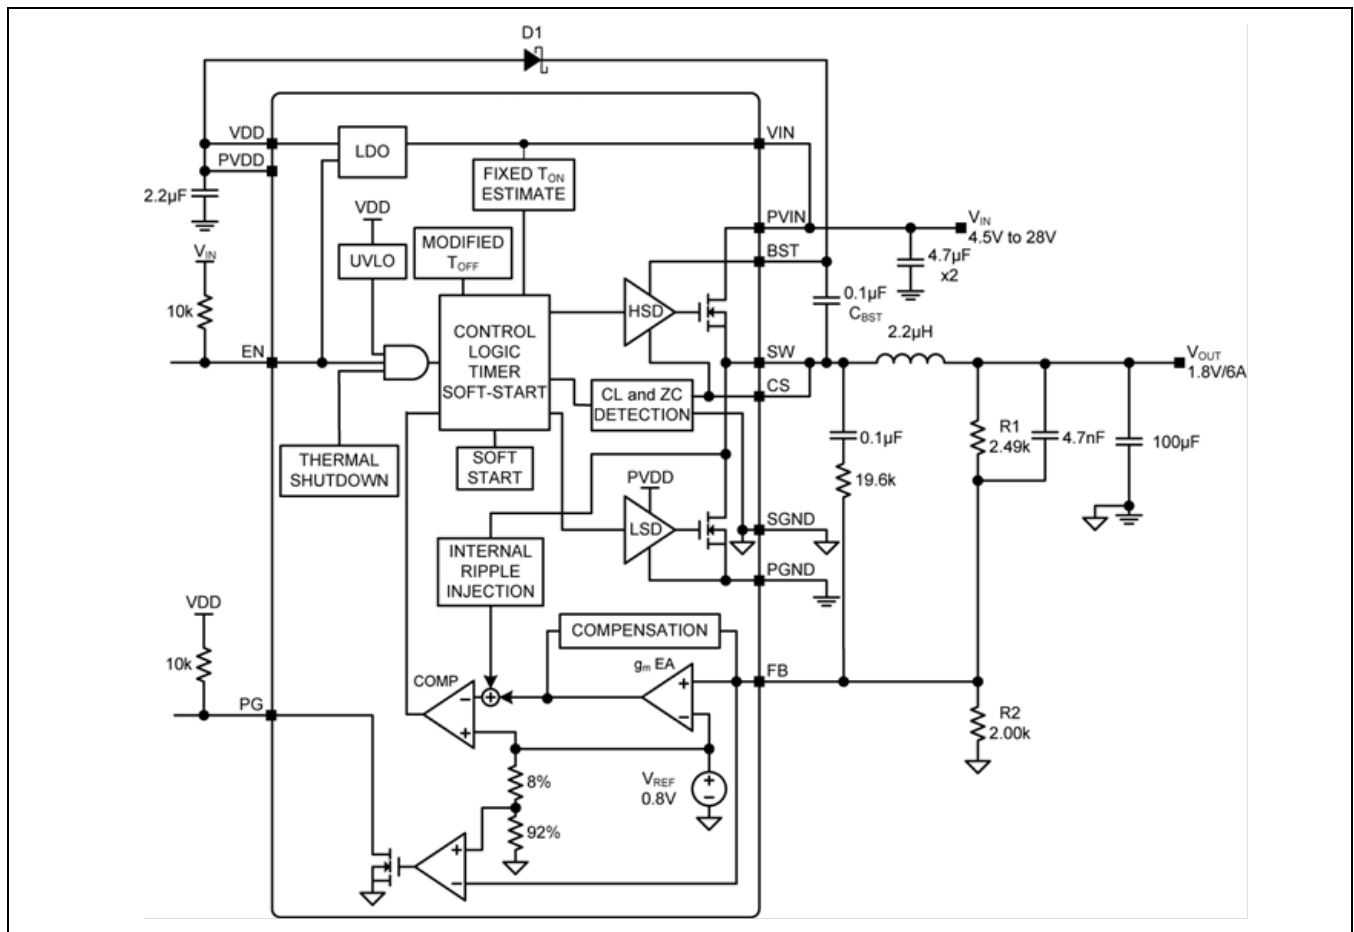 D1
VDD
LDO
VIN
PVDD
FIXED TON
ESTIMATE
2.2µF
VDD
PVIN
VIN
4.5V to 28V
VIN
MODIFIED
TOFF
BST
4.7µF
x2
UVLO
10k
HSD
0.1µF
CBST
2.2µH
CONTROL
LOGIC
TIMER
SOFT-START
EN
SW
VOUT
1.8V/6A
CS
CL and ZC
DETECTION
R1
2.49k
4.7nF
0.1µF
100µF
THERMAL
SHUTDOWN
SOFT
START
19.6k
PVDD
LSD
SGND
INTERNAL
RIPPLE
INJECTION
PGND
VDD
COMPENSATION
10k
gm EA
FB
COMP
+
−
−
+
+
PG
R2
2.00k
8%
VREF
0.8V
+
−
92%
+
−